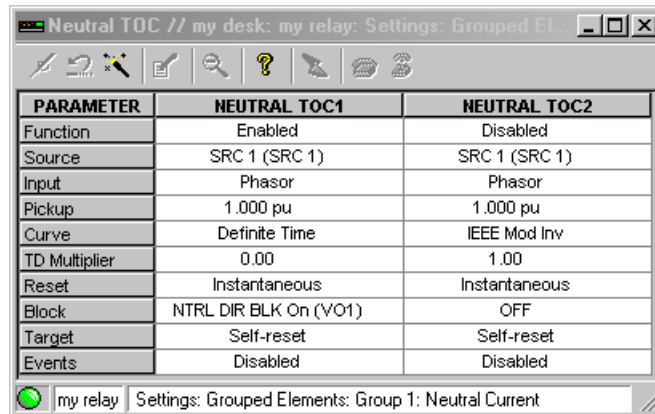 Neutral TOC // my desk: my relay: Settings: Grouped El...
PARAMETER NEUTRAL TOC1 NEUTRAL TOC2
Function Enabled Disabled
Source SRC 1 (SRC 1) SRC 1 (SRC 1)
Input Phasor Phasor
Pickup 1.000 pu 1.000 pu
Curve Definite Time IEEE Mod Inv
TD Multiplier 0.00 1.00
Reset Instantaneous Instantaneous
Block NTRL DIR BLK On (VO1) OFF
Target Self-reset Self-reset
Events Disabled Disabled
my relay Settings: Grouped Elements: Group 1: Neutral Current